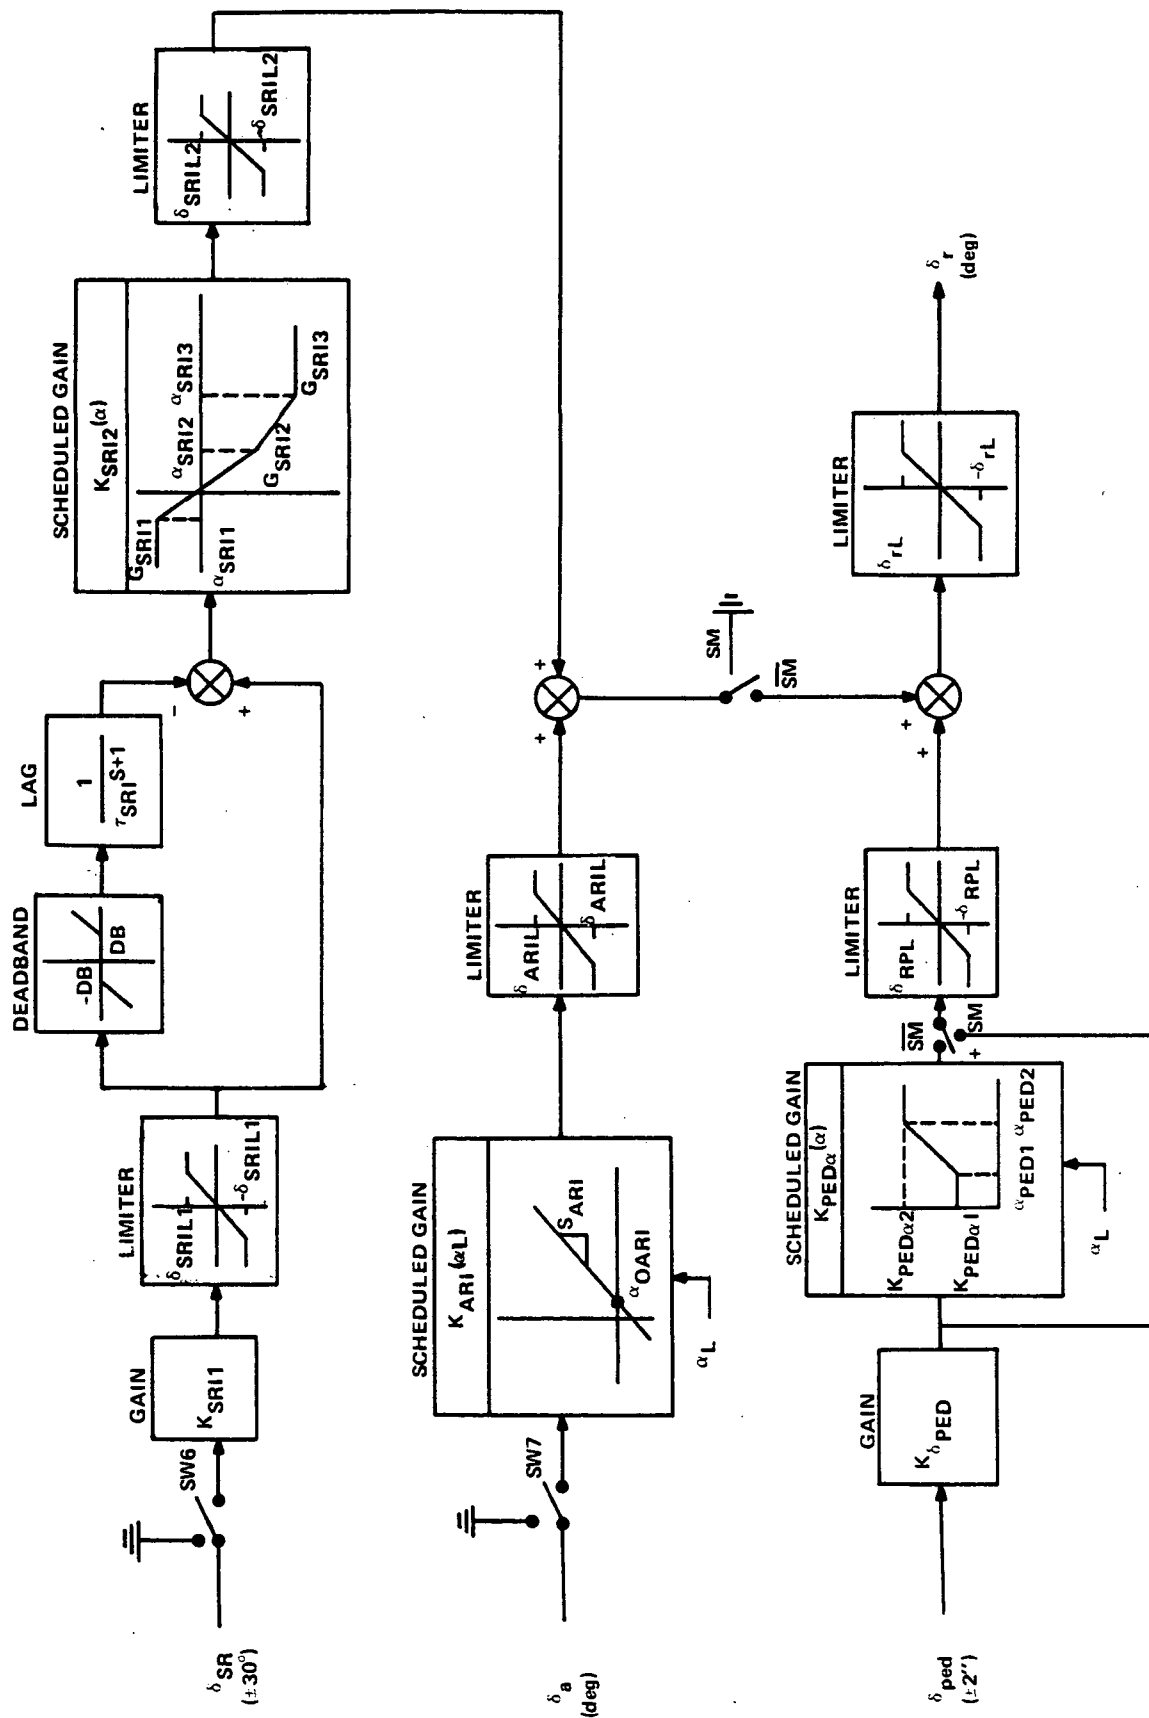 δSR
(±30°)
SW6
GAIN
KSRI1
LIMITER
δSRIL1
-δSRIL1
DEADBAND
-DB
DB
LAG
1
τSRIS+1
-
+
SCHEDULED GAIN
KSRI2(α)
GSRI1
αSRI1
αSRI2
GSRI2
αSRI3
GSRI3
LIMITER
δSRIL2
-δSRIL2
δa
(deg)
SW7
SCHEDULED GAIN
KARI(αL)
SARI
αOARI
αL
LIMITER
δARIL
-δARIL
+
+
SM
SM̅
δped
(±2")
GAIN
KδPED
SCHEDULED GAIN
KPEDα(α)
KPEDα2
KPEDα1
αPED1
αPED2
αL
SM̅
SM
+
LIMITER
δRPL
-δRPL
+
+
LIMITER
δrL
-δrL
δr
(deg)